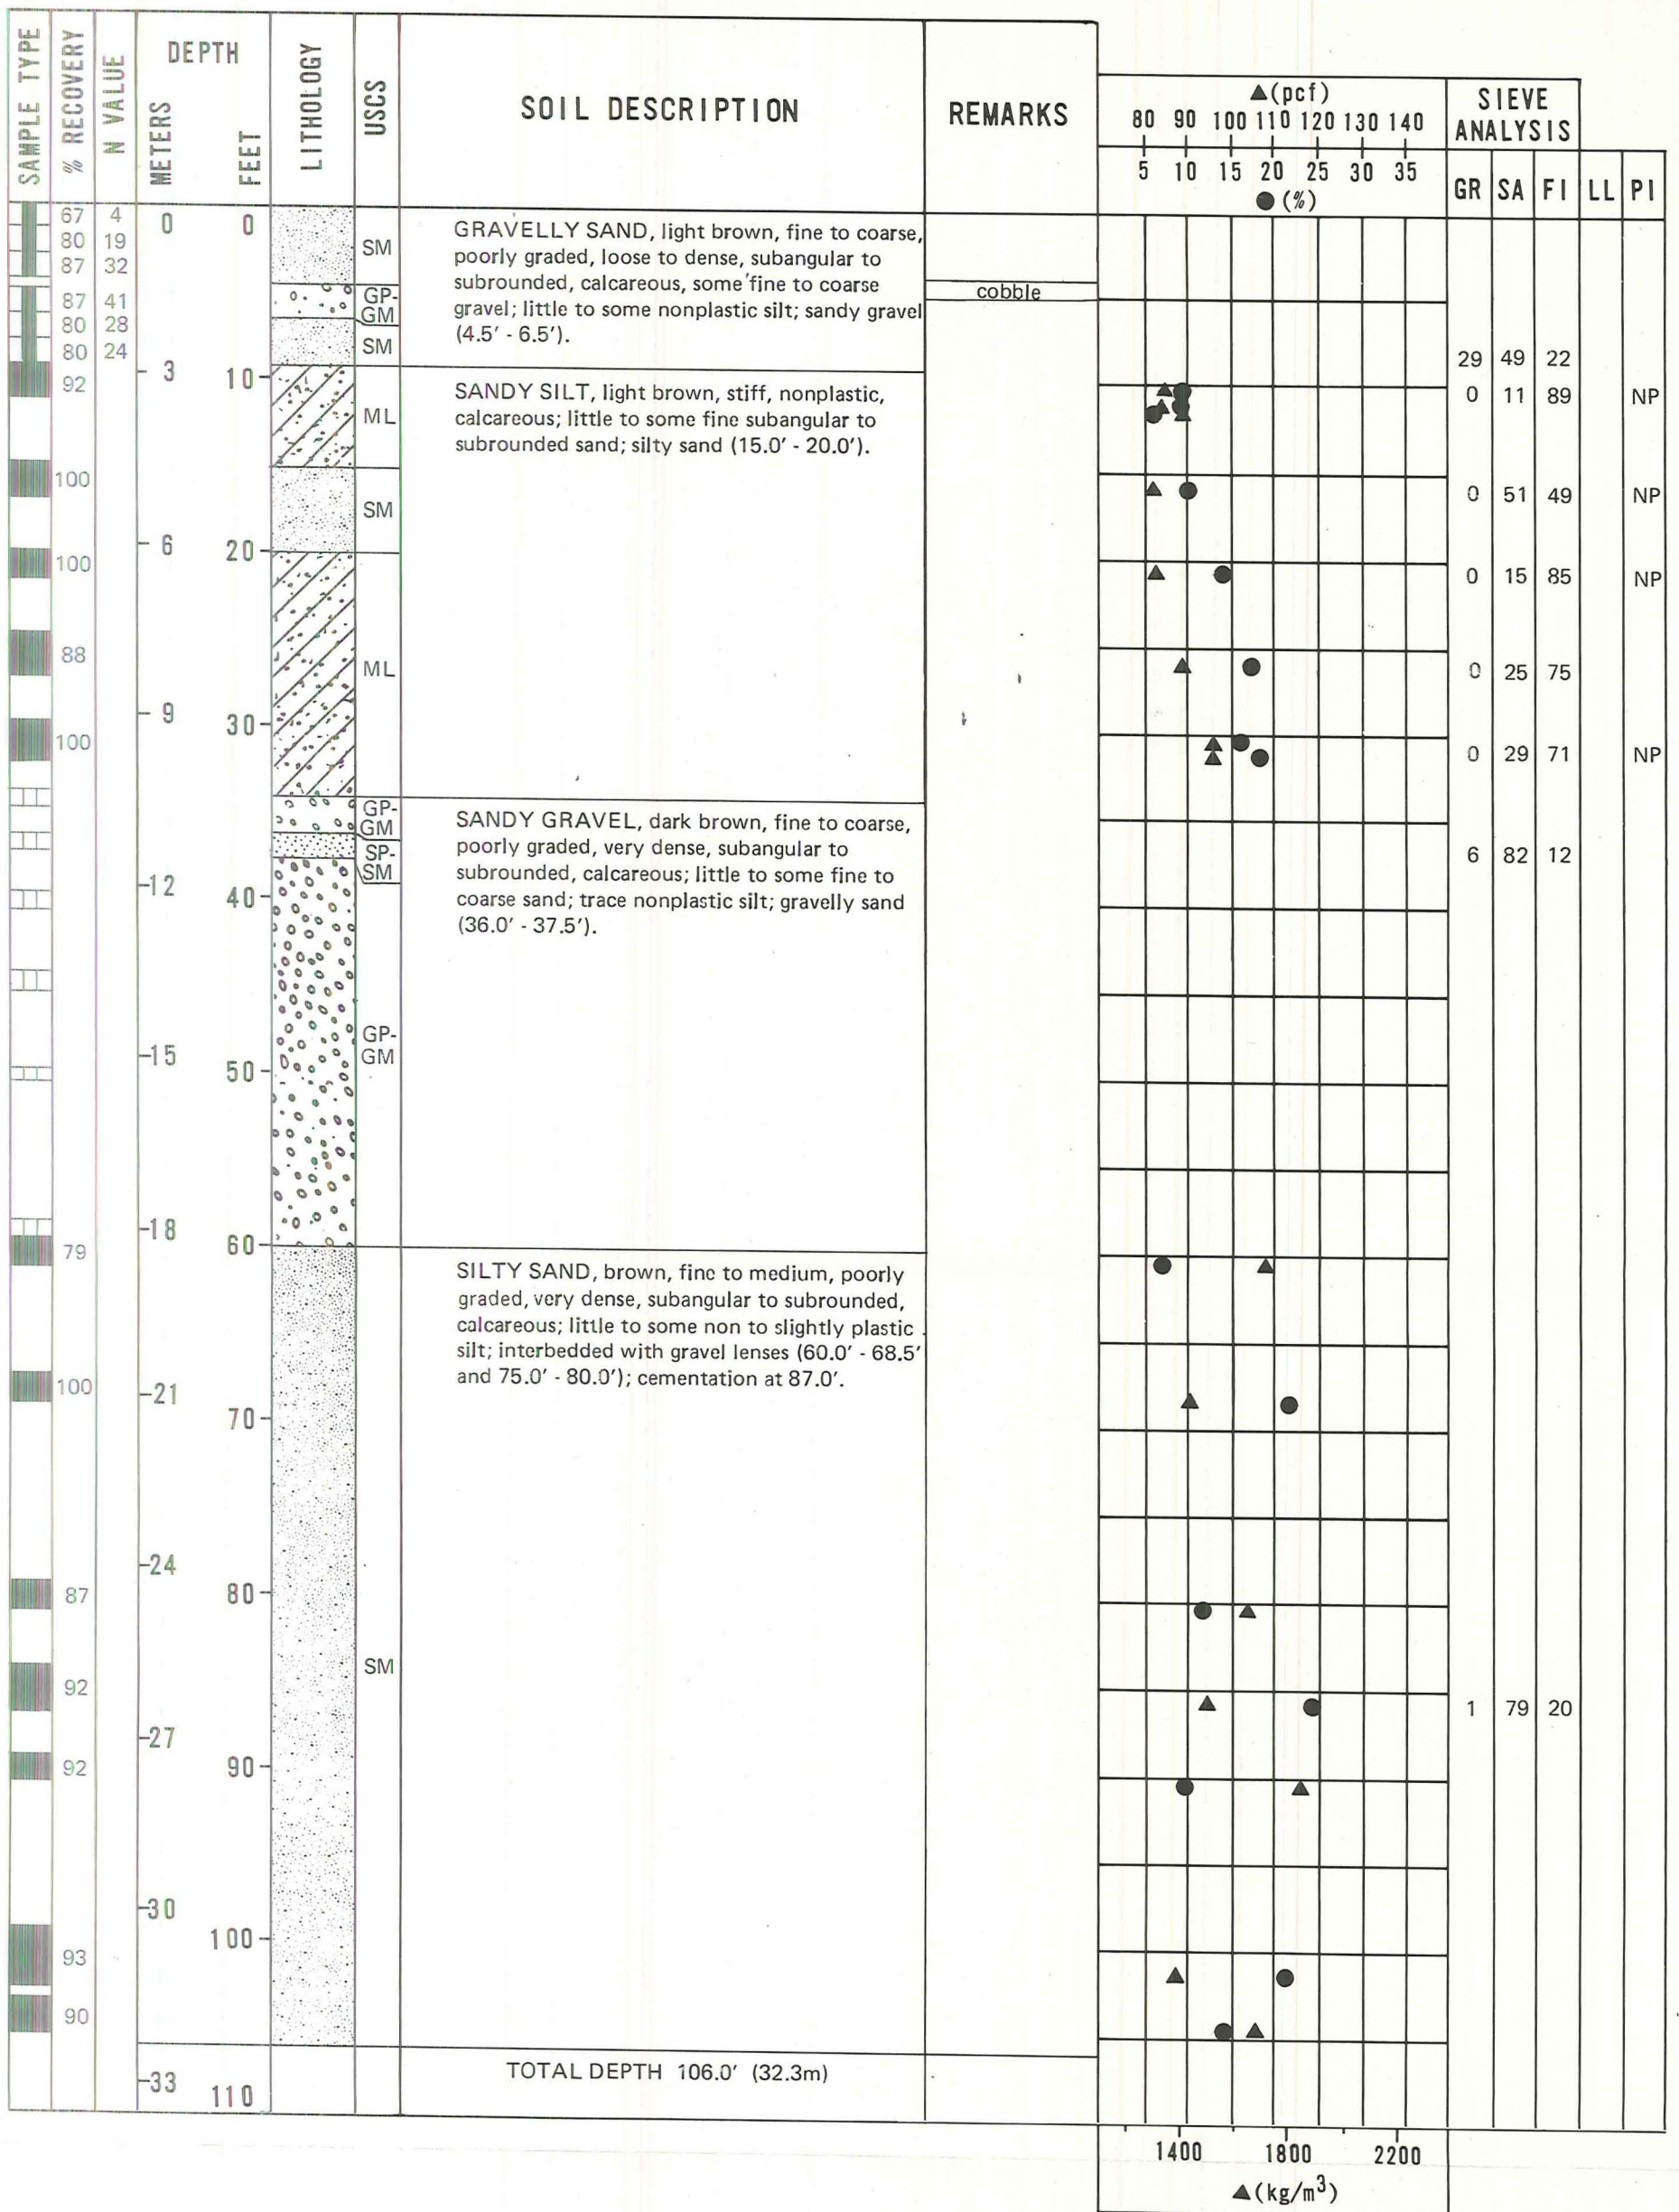 SAMPLE TYPE % RECOVERY N VALUE DEPTH METERS FEET LITHOLOGY USCS SOIL DESCRIPTION REMARKS
▲(pcf)
80 90 100 110 120 130 140
5 10 15 20 25 30 35
●(%)
SIEVE
ANALYSIS
GR SA FI LL PI
67 4
80 19
87 32
87 41
80 28
80 24
92
100
100
88
100
79
100
87
92
92
93
90
0
3
6
9
12
15
18
21
24
27
30
33
0
10
20
30
40
50
60
70
80
90
100
110
SM
GP-
GM
SM
ML
SM
ML
GP-
GM
SP-
SM
GP-
GM
SM
GRAVELLY SAND, light brown, fine to coarse,
poorly graded, loose to dense, subangular to
subrounded, calcareous, some fine to coarse
gravel; little to some nonplastic silt; sandy gravel
(4.5' - 6.5').
SANDY SILT, light brown, stiff, nonplastic,
calcareous; little to some fine subangular to
subrounded sand; silty sand (15.0' - 20.0').
SANDY GRAVEL, dark brown, fine to coarse,
poorly graded, very dense, subangular to
subrounded, calcareous; little to some fine to
coarse sand; trace nonplastic silt; gravelly sand
(36.0' - 37.5').
SILTY SAND, brown, fine to medium, poorly
graded, very dense, subangular to subrounded,
calcareous; little to some non to slightly plastic
silt; interbedded with gravel lenses (60.0' - 68.5'
and 75.0' - 80.0'); cementation at 87.0'.
TOTAL DEPTH 106.0' (32.3m)
cobble
29 49 22
0 11 89 NP
0 51 49 NP
0 15 85 NP
0 25 75
0 29 71 NP
6 82 12
1 79 20
1400 1800 2200
▲(kg/m³)